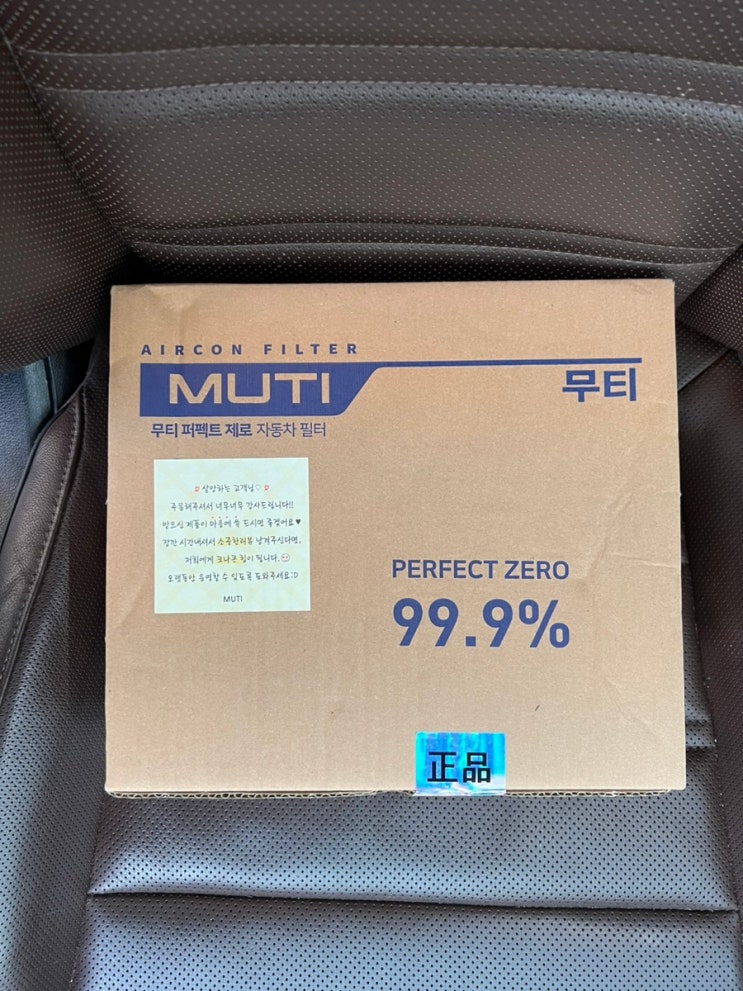 AIRCON FILTER
MUTI
무티
무티 퍼펙트 제로 자동차 필터
사랑하는 고객님♡
주문해주셔서 너무너무 감사드립니다!!
받으신 제품이 마음에 쏙 드시면 좋겠어요♥
잠깐 시간내셔서 소중한리뷰 남겨주신다면,
저희에게 크나큰 힘이 됩니다.
오랫동안 운영할 수 있도록 도와주세요:D
MUTI
PERFECT ZERO
99.9%
正品